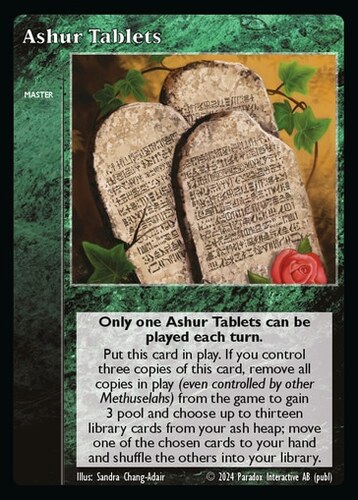 Ashur Tablets
MASTER
Only one Ashur Tablets can be
played each turn.
Put this card in play. If you control
three copies of this card, remove all
copies in play (even controlled by other
Methuselahs) from the game to gain
3 pool and choose up to thirteen
library cards from your ash heap; move
one of the chosen cards to your hand
and shuffle the others into your library.
Illus: Sandra Chang-Adair © 2024 Paradox Interactive AB (publ)